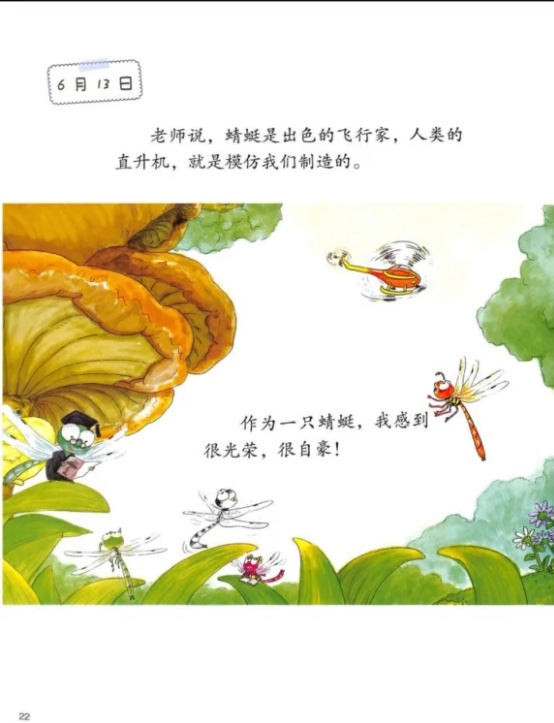 6月13日
老师说，蜻蜓是出色的飞行家，人类的
直升机，就是模仿我们制造的。
作为一只蜻蜓，我感到
很光荣，很自豪！
22